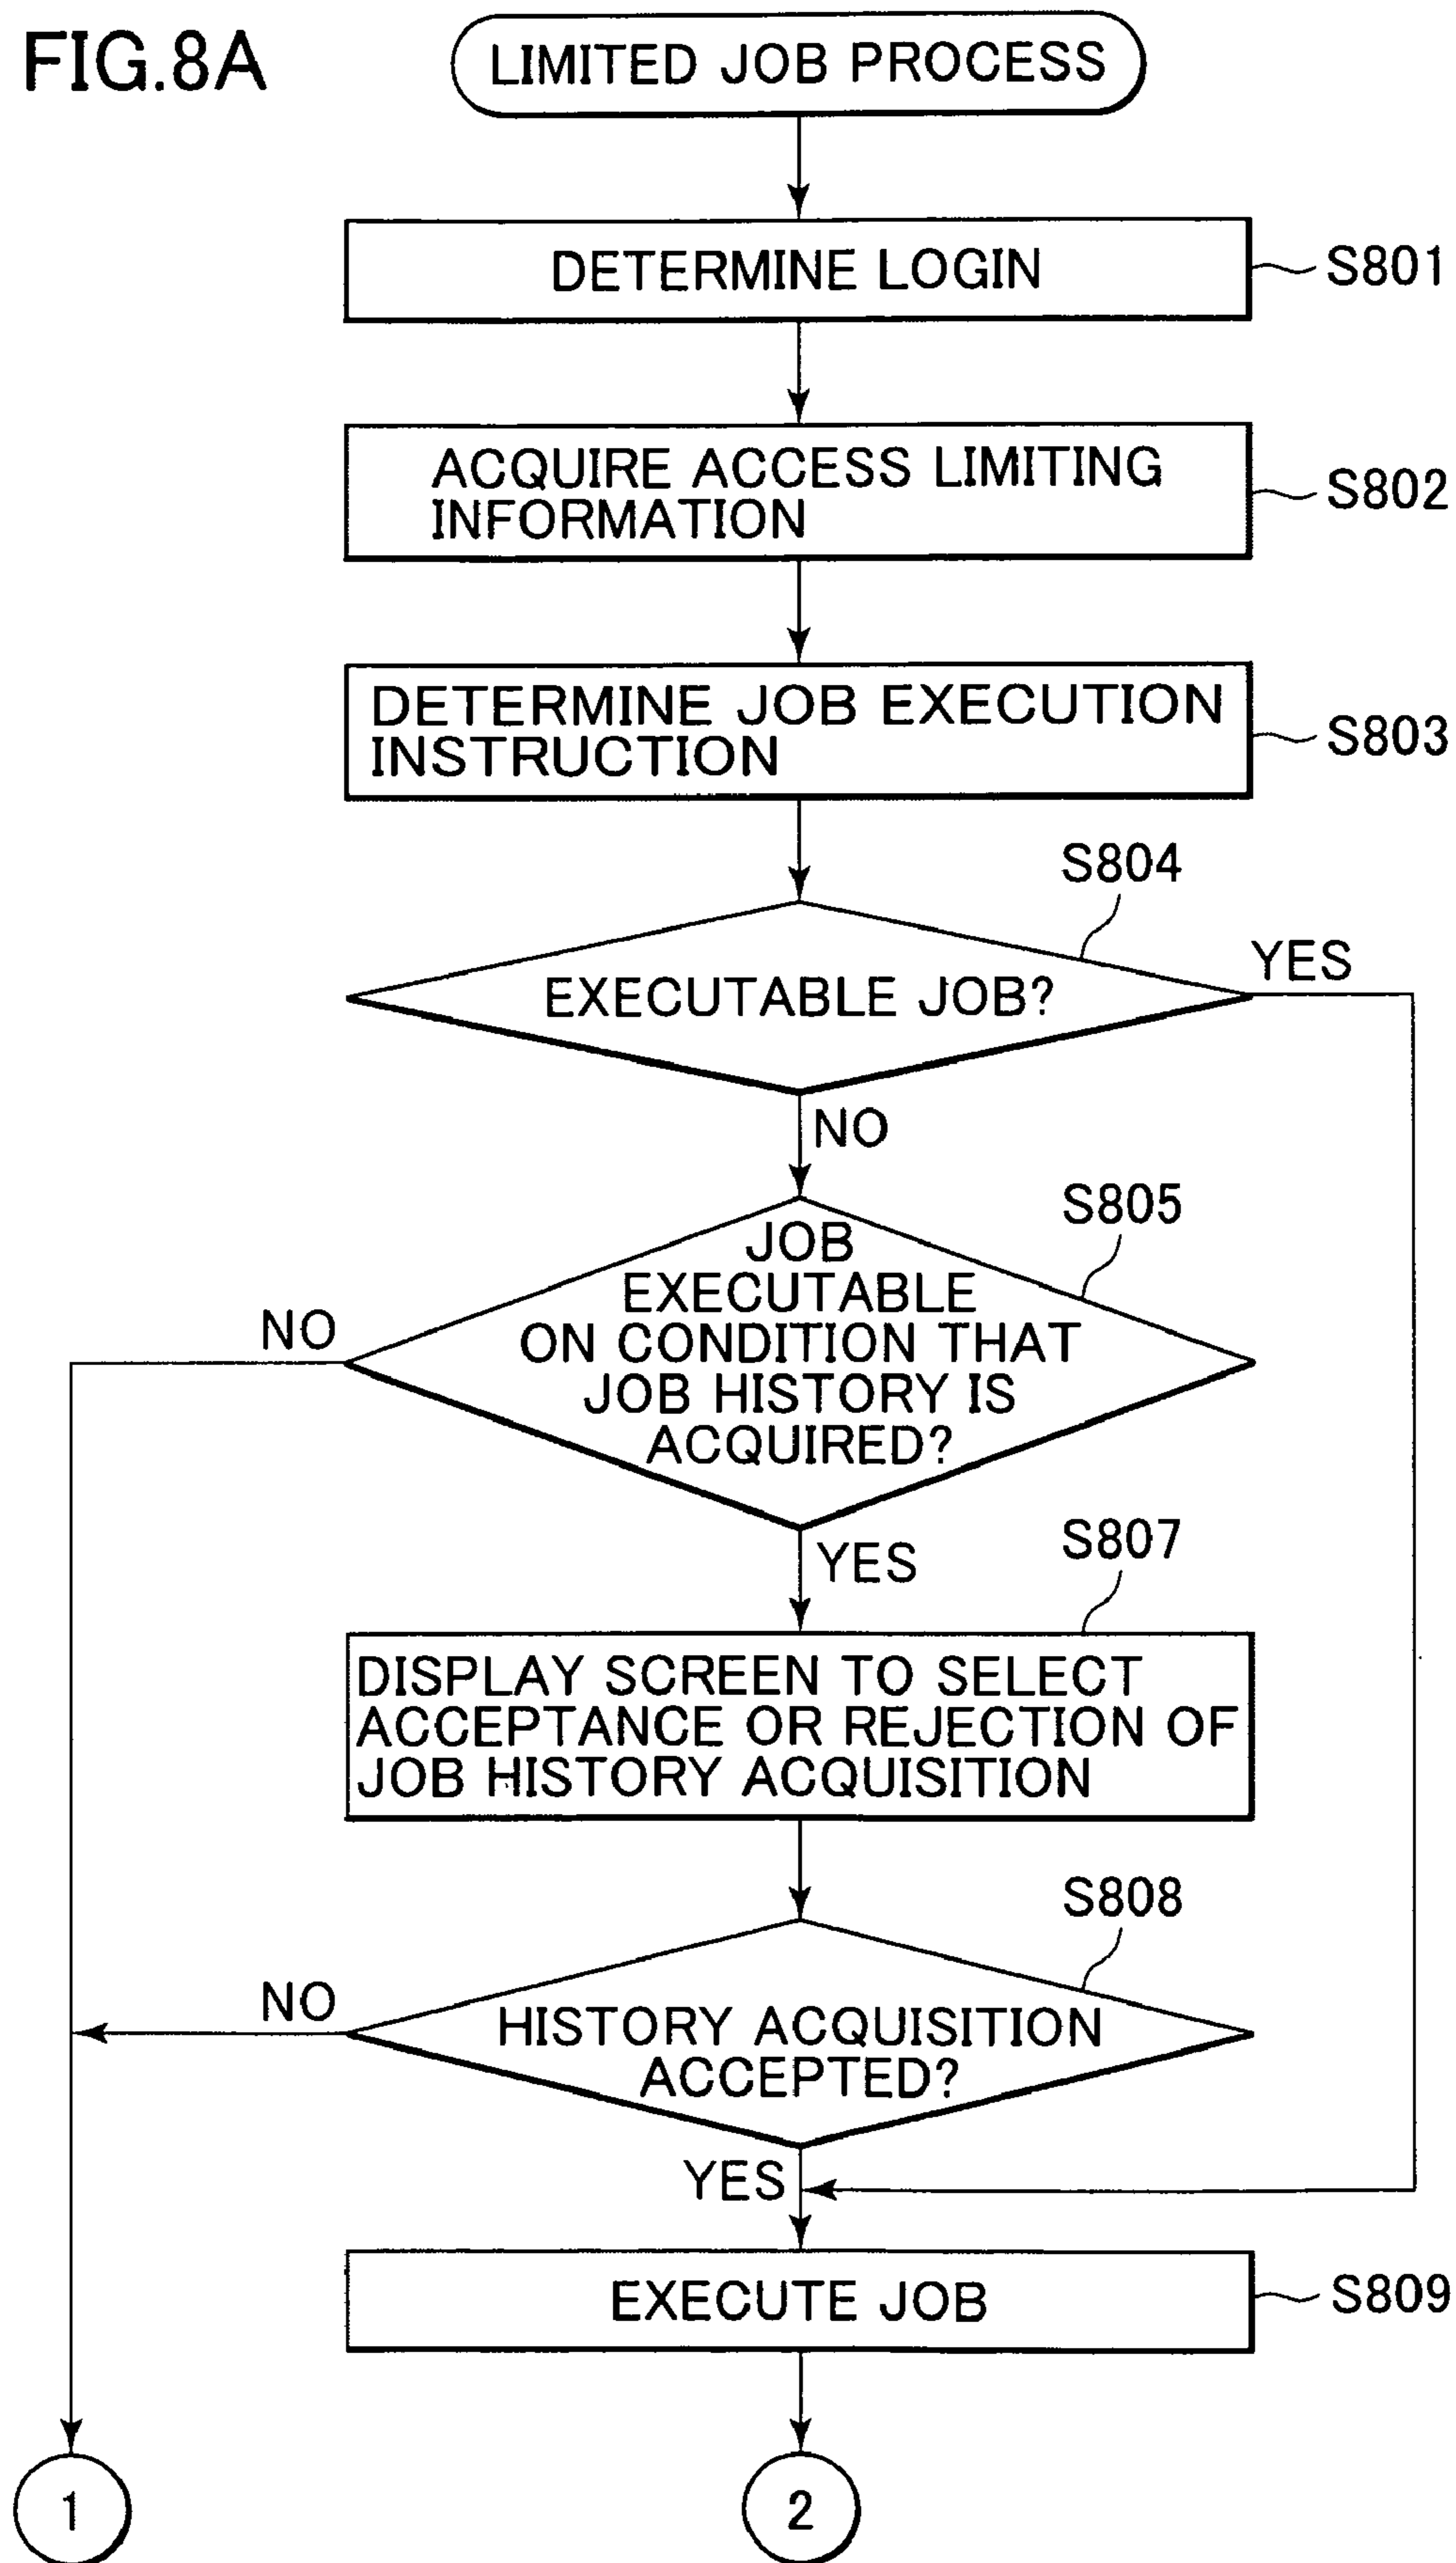 FIG.8A
LIMITED JOB PROCESS
DETERMINE LOGIN
S801
ACQUIRE ACCESS LIMITING
INFORMATION
S802
DETERMINE JOB EXECUTION
INSTRUCTION
S803
S804
EXECUTABLE JOB?
YES
NO
S805
JOB
EXECUTABLE
ON CONDITION THAT
JOB HISTORY IS
ACQUIRED?
NO
YES
S807
DISPLAY SCREEN TO SELECT
ACCEPTANCE OR REJECTION OF
JOB HISTORY ACQUISITION
S808
HISTORY ACQUISITION
ACCEPTED?
NO
YES
EXECUTE JOB
S809
1
2